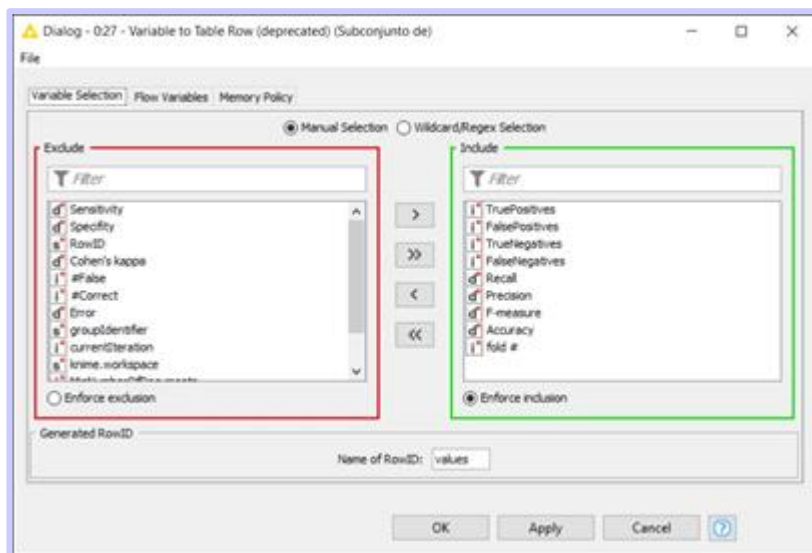 Dialog - 0:27 - Variable to Table Row (deprecated) (Subconjunto de)
File
Variable Selection Flow Variables Memory Policy
Manual Selection Wildcard/Regex Selection
Exclude
Filter
d Sensitivity
d Specifity
s RowID
d Cohen's kappa
i #False
i #Correct
d Error
s groupIdentifier
i currentIteration
s knime.workspace
Enforce exclusion
>
>>
<
<<
Include
Filter
i TruePositives
i FalsePositives
i TrueNegatives
i FalseNegatives
d Recall
d Precision
d F-measure
d Accuracy
i fold #
Enforce inclusion
Generated RowID
Name of RowID: values
OK Apply Cancel ?